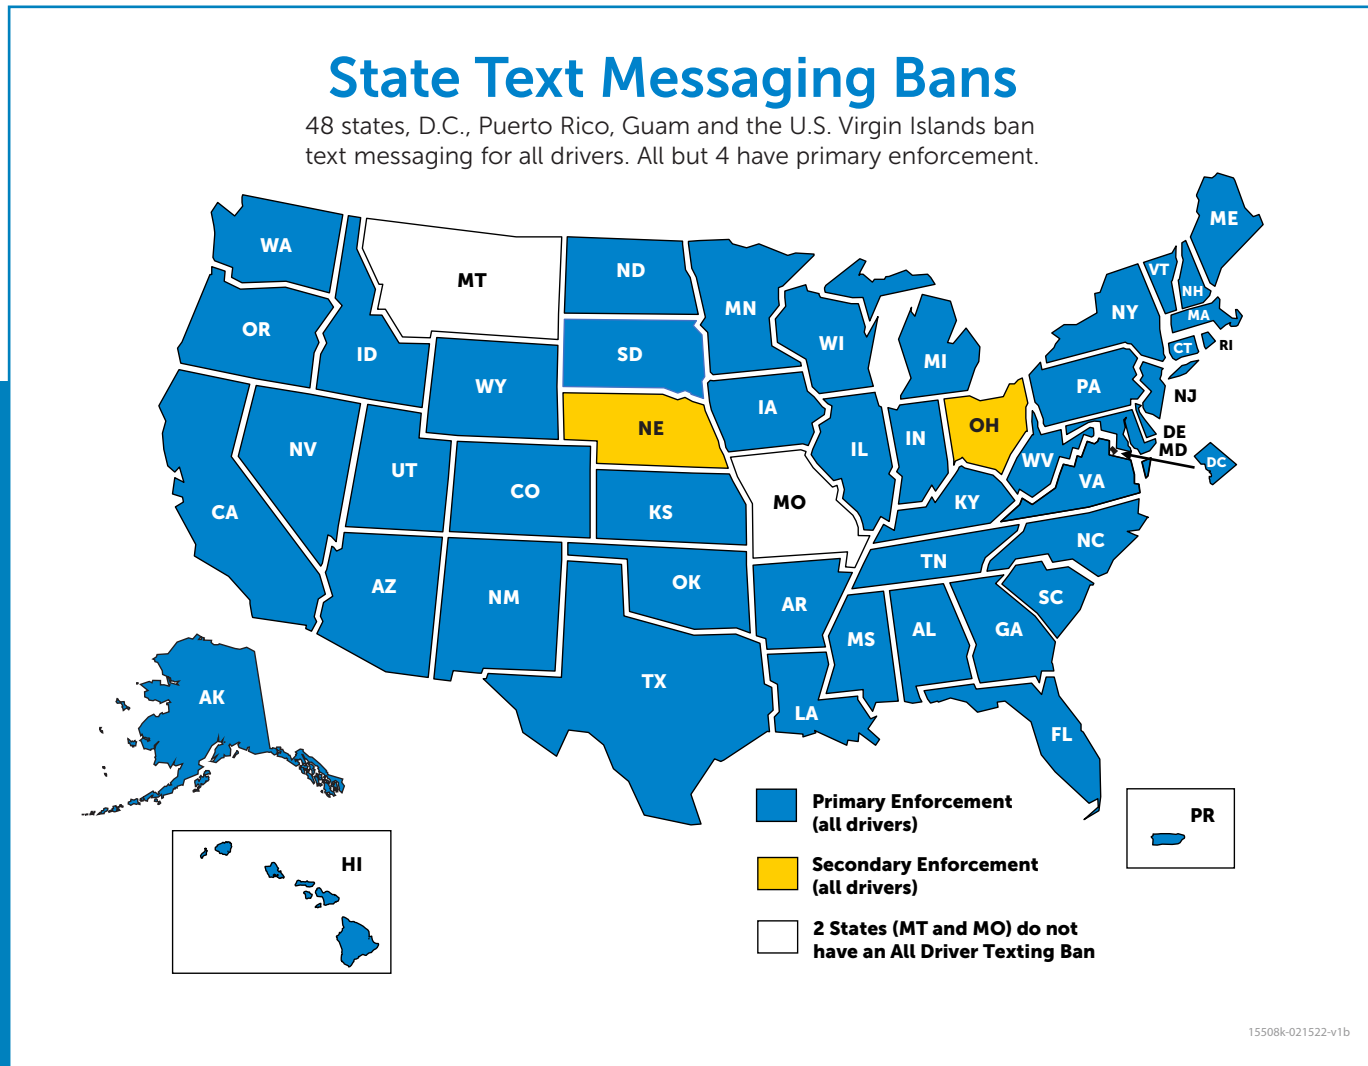 State Text Messaging Bans
48 states, D.C., Puerto Rico, Guam and the U.S. Virgin Islands ban
text messaging for all drivers. All but 4 have primary enforcement.
ME
WA
MT
ND
VT
NH
MN
NY
MA
OR
ID
SD
WI
MI
CT
RI
WY
PA
NJ
IA
NE
OH
DE
NV
UT
CO
IL
IN
WV
MD
DC
VA
CA
KS
MO
KY
NC
TN
AZ
NM
OK
AR
SC
MS
AL
GA
TX
AK
LA
FL
HI
PR
Primary Enforcement
(all drivers)
Secondary Enforcement
(all drivers)
2 States (MT and MO) do not
have an All Driver Texting Ban
15508k-021522-v1b